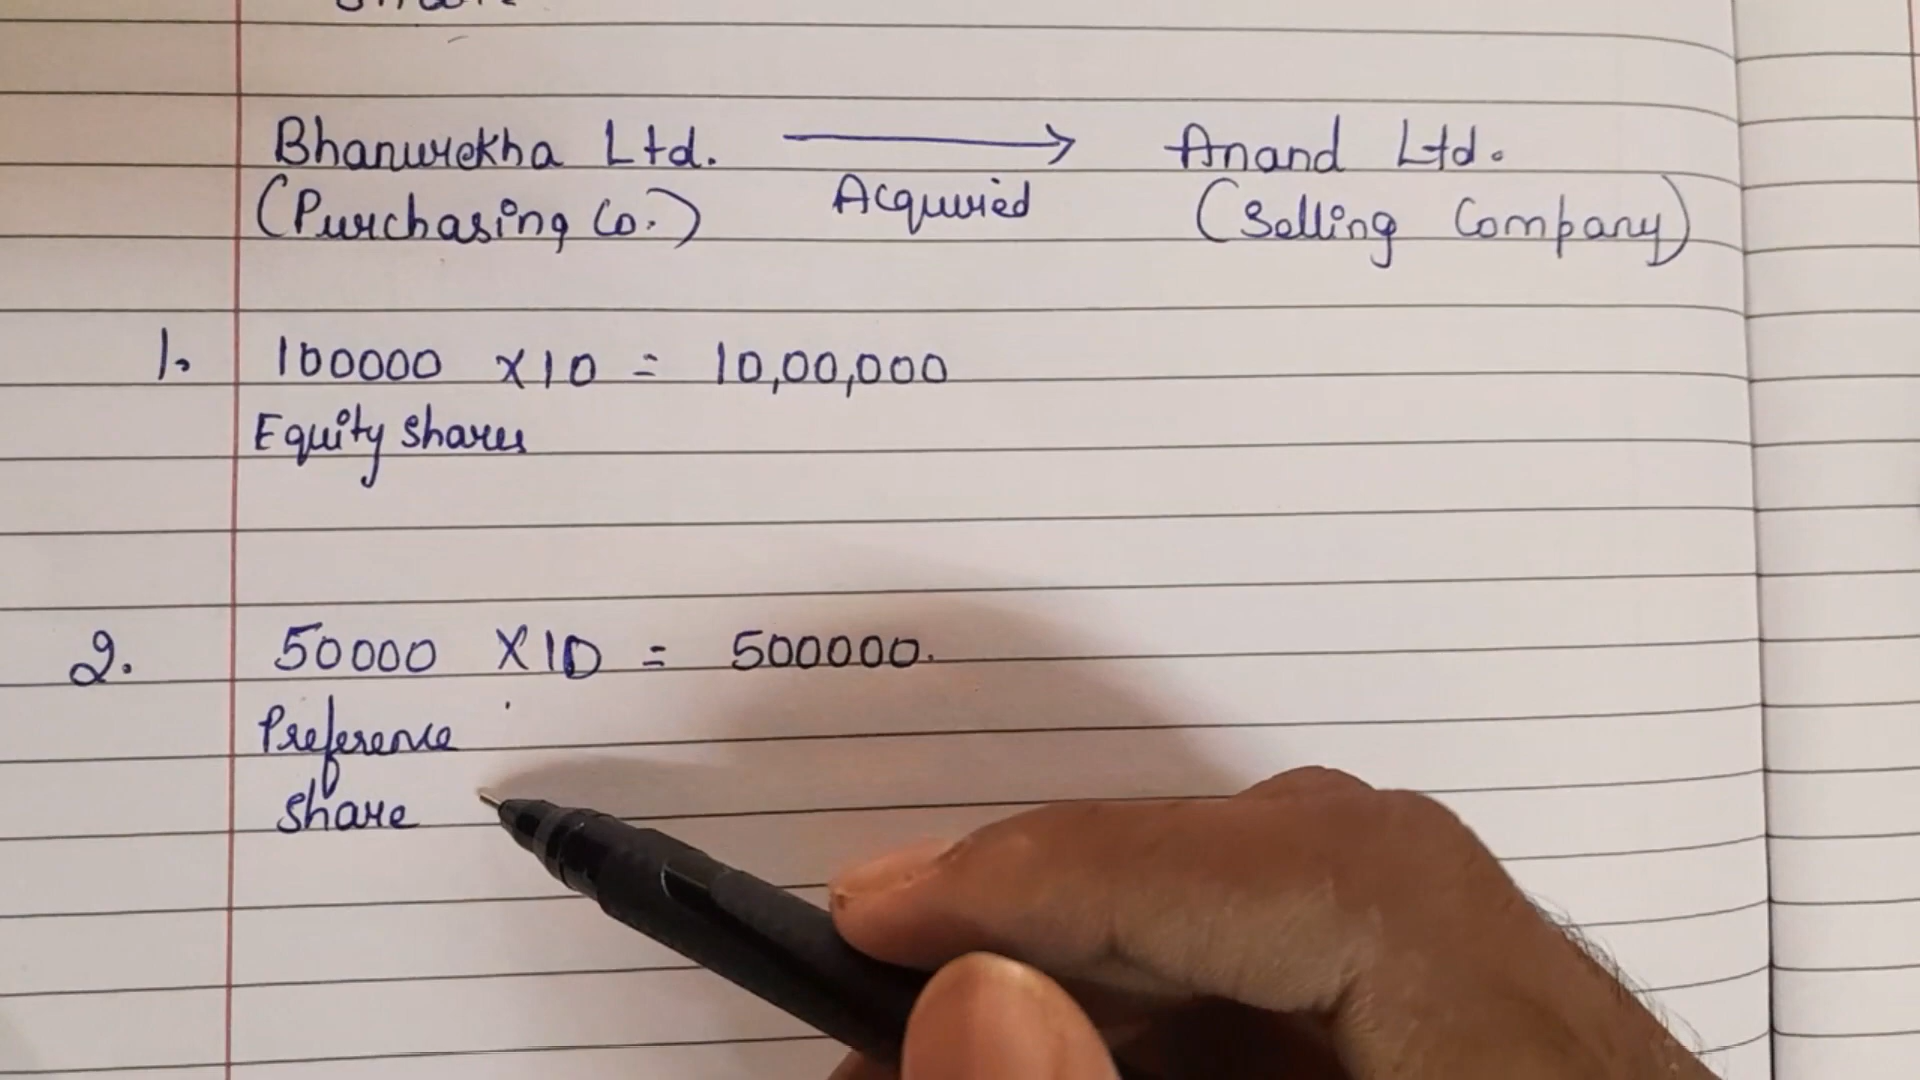 Bhanurekha Ltd. Anand Ltd.
(Purchasing Co.) Acquried (Selling Company)
1. 100000 X10 = 10,00,000
Equity shares
2. 50000 X10 = 500000.
Preference
share